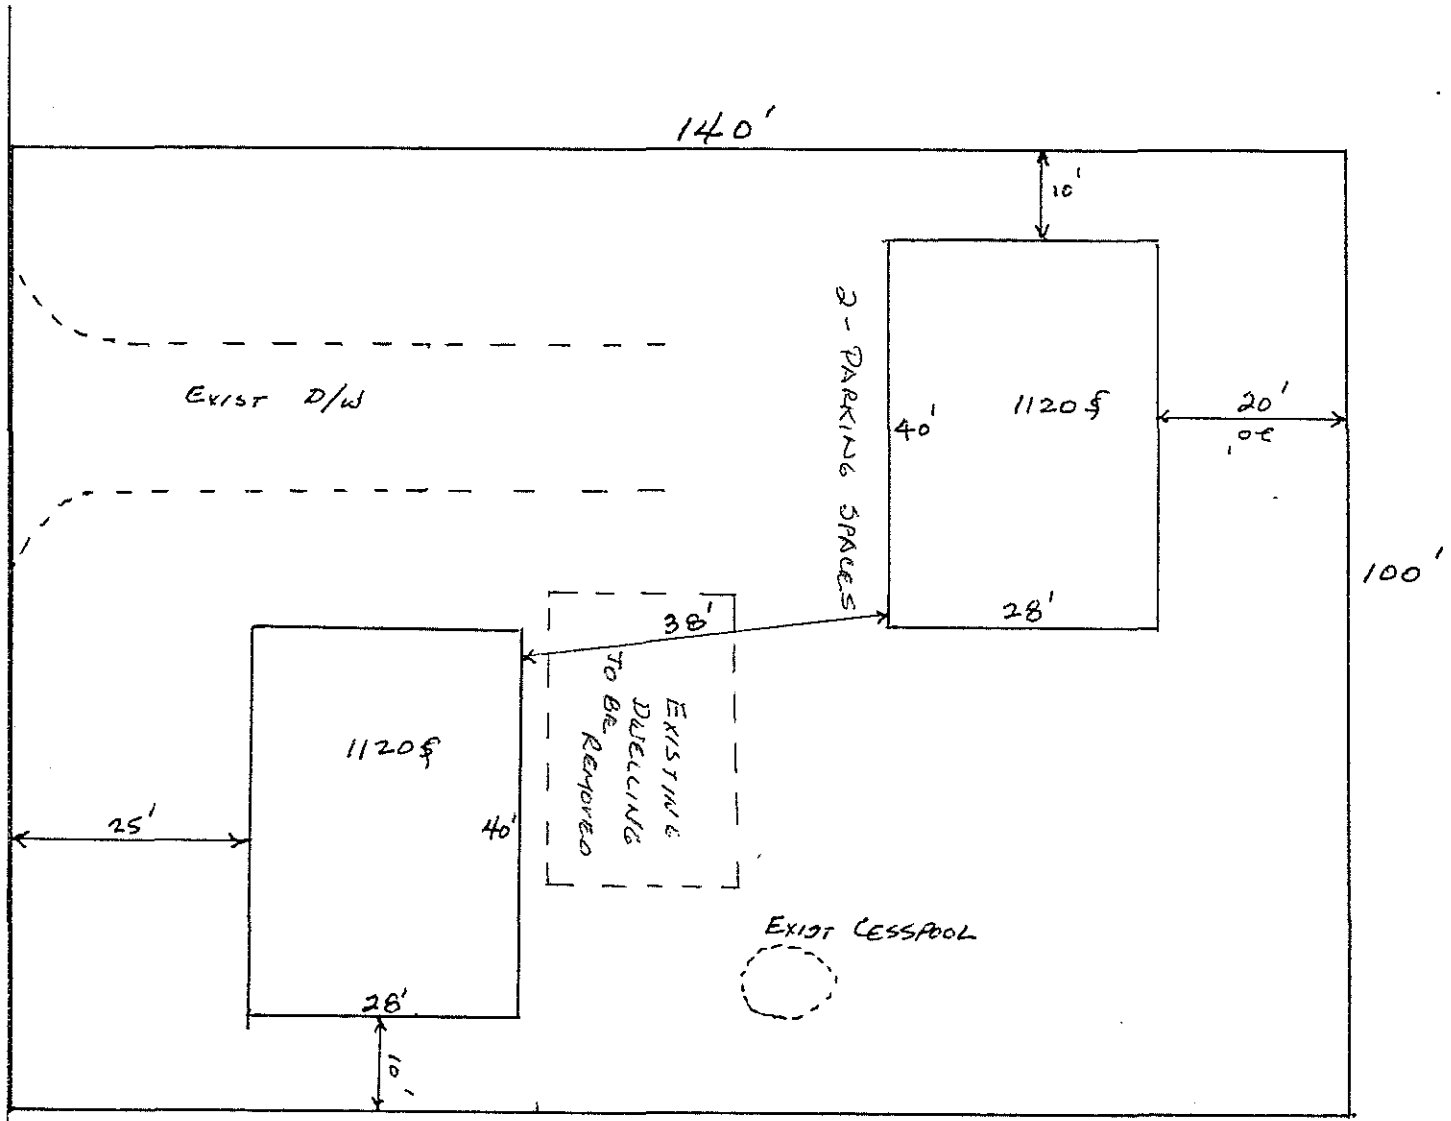 140'
10'
EXIST D/W
2 - PARKING SPACES
40'
1120 SF
20'
20'
100'
28'
38'
EXISTING
DWELLING
TO BE
REMOVED
1120 SF
25'
40'
EXIST CESSPOOL
28'
10'